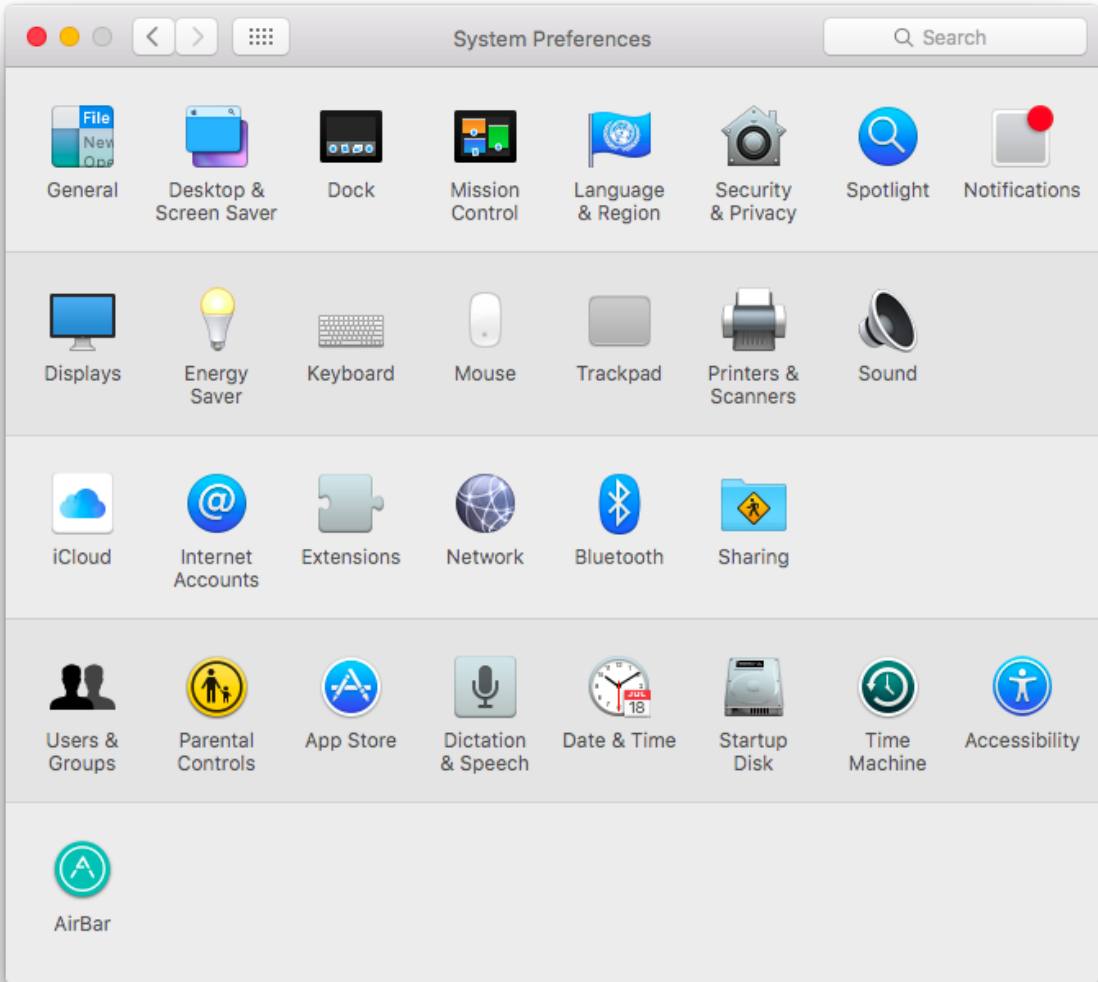 System Preferences
Search
File
New
Ope
General
Desktop &
Screen Saver
Dock
Mission
Control
Language
& Region
Security
& Privacy
Spotlight
Notifications
Displays
Energy
Saver
Keyboard
Mouse
Trackpad
Printers &
Scanners
Sound
iCloud
@
Internet
Accounts
Extensions
Network
Bluetooth
Sharing
Users &
Groups
Parental
Controls
App Store
Dictation
& Speech
JUL
18
Date & Time
Startup
Disk
Time
Machine
Accessibility
AirBar